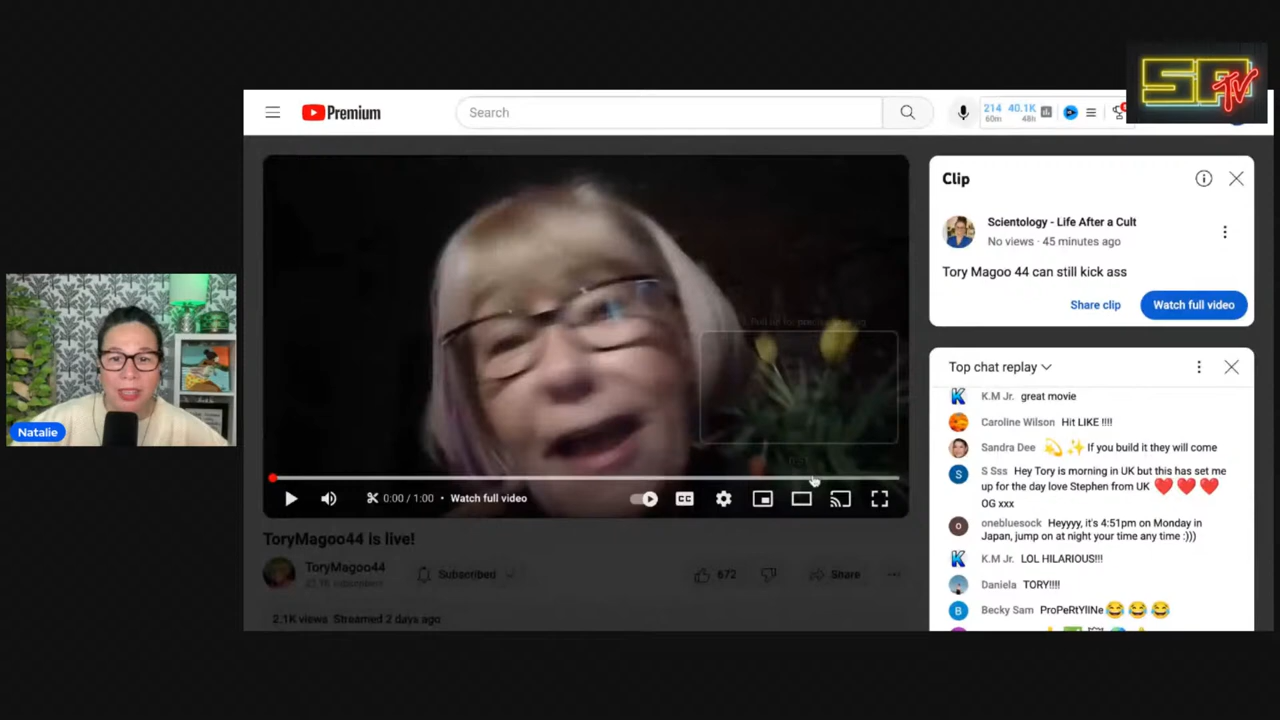 SPTV
Premium
Search
214 40.1K
60m 48h
Clip
Scientology - Life After a Cult
No views · 45 minutes ago
Tory Magoo 44 can still kick ass
Share clip
Watch full video
Natalie
0:00 / 1:00 • Watch full video
CC
ToryMagoo44 is live!
ToryMagoo44
Subscribed
672
Share
2.1K views Streamed 2 days ago
Top chat replay
K.M Jr. great movie
Caroline Wilson Hit LIKE !!!!
Sandra Dee 💫 ✨ If you build it they will come
S Sss Hey Tory is morning in UK but this has set me
up for the day love Stephen from UK ❤️ ❤️ ❤️
OG xxx
onebluesock Heyyyy, it's 4:51pm on Monday in
Japan, jump on at night your time any time :)))
K.M Jr. LOL HILARIOUS!!!
Daniela TORY!!!!
Becky Sam ProPeRtYlINe 😂 😂 😂